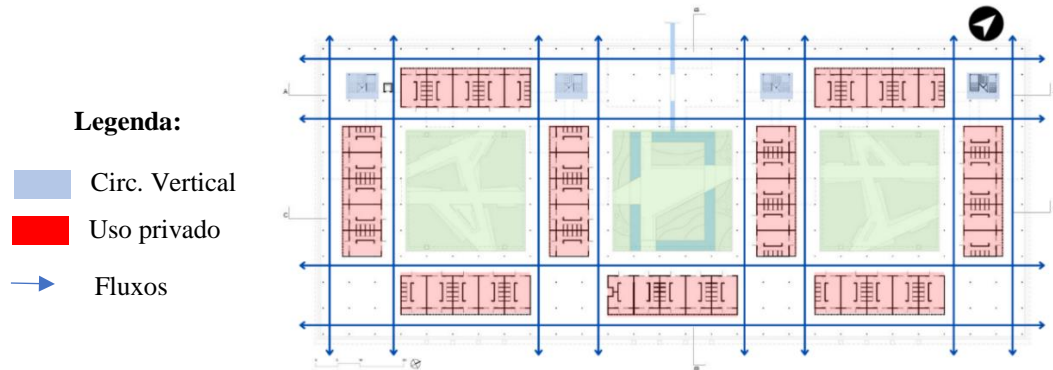 Legenda:
Circ. Vertical
Uso privado
Fluxos
A
C